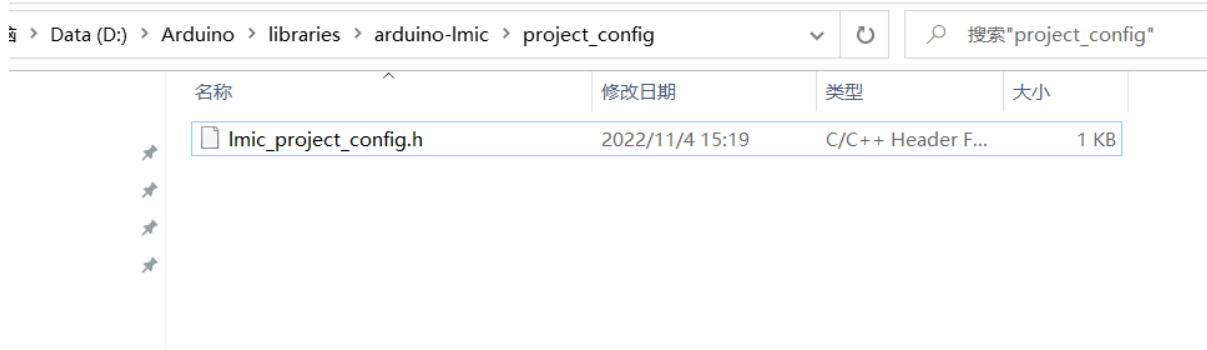 Data (D:) > Arduino > libraries > arduino-lmic > project_config 搜索"project_config"
名称 修改日期 类型 大小
lmic_project_config.h 2022/11/4 15:19 C/C++ Header F... 1 KB